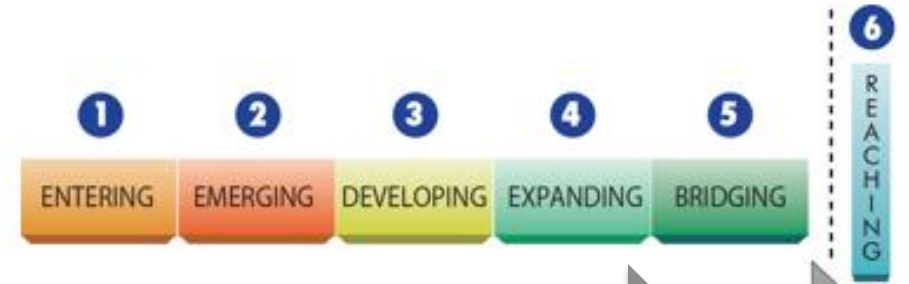 6
1 2 3 4 5
ENTERING EMERGING DEVELOPING EXPANDING BRIDGING
REACHING